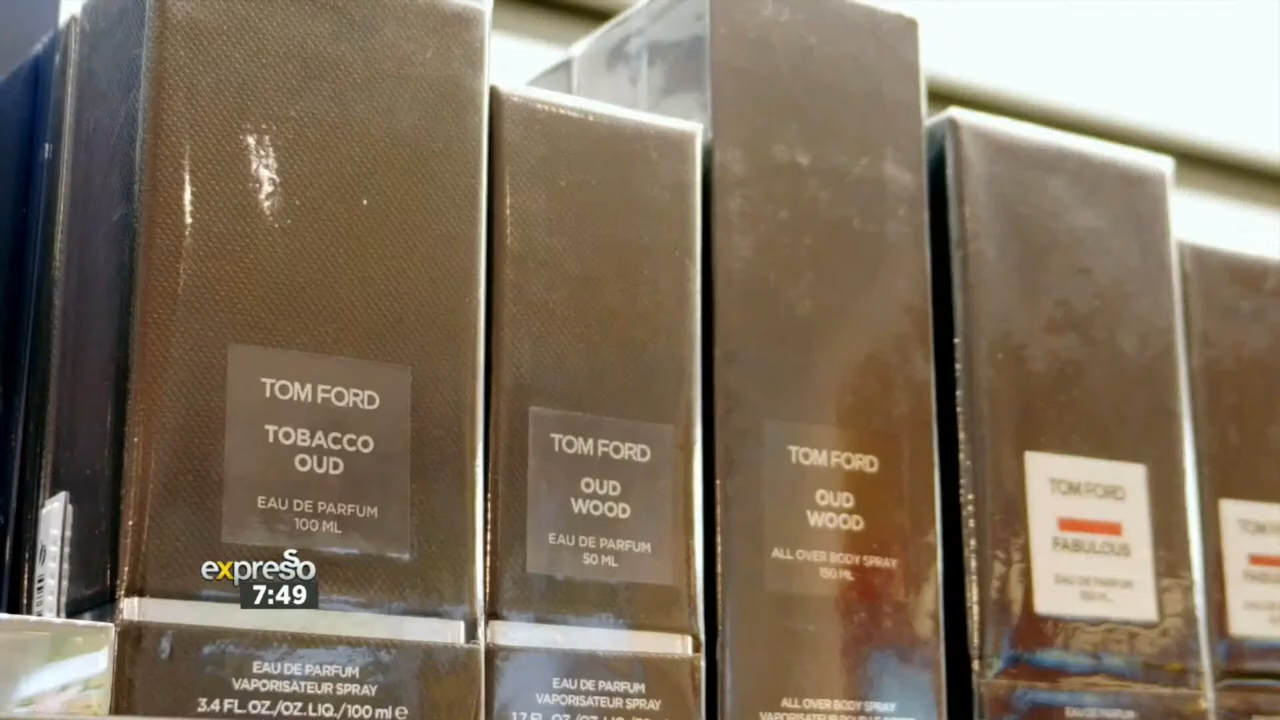 TOM FORD
TOBACCO
OUD
EAU DE PARFUM
100 ML
EAU DE PARFUM
VAPORISATEUR SPRAY
3.4 FL.OZ./OZ.LIQ./100 ml e
TOM FORD
OUD
WOOD
EAU DE PARFUM
50 ML
EAU DE PARFUM
VAPORISATEUR SPRAY
TOM FORD
OUD
WOOD
ALL OVER BODY SPRAY
150 ML
ALL OVER BODY SPRAY
TOM FORD
FABULOUS
EAU DE PARFUM
expresso
7:49